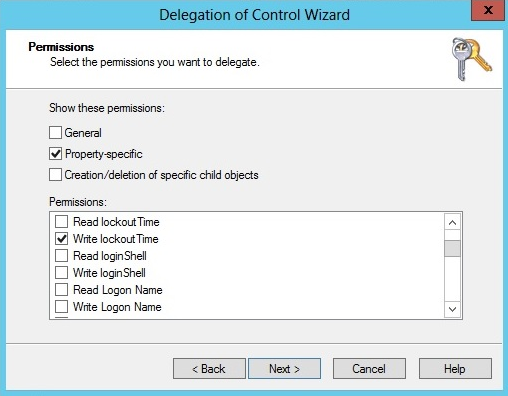 Delegation of Control Wizard
x
Permissions
Select the permissions you want to delegate.
Show these permissions:
General
Property-specific
Creation/deletion of specific child objects
Permissions:
Read lockoutTime
Write lockoutTime
Read loginShell
Write loginShell
Read Logon Name
Write Logon Name
< Back
Next >
Cancel
Help